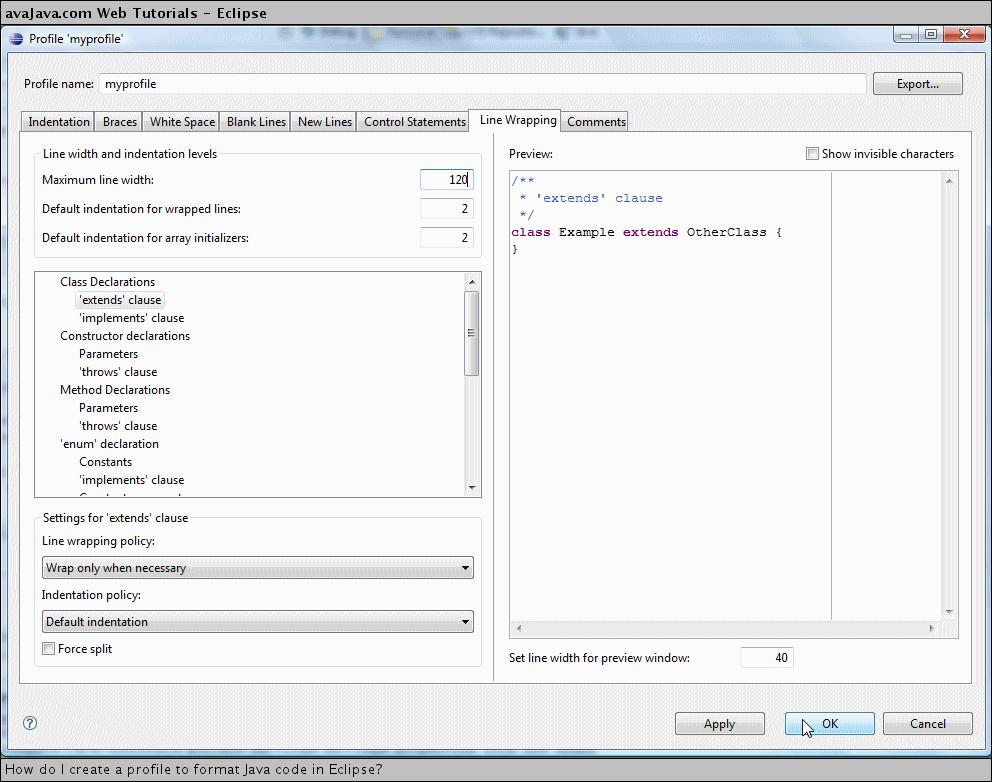 avaJava.com Web Tutorials - Eclipse
Profile 'myprofile'
Profile name: myprofile Export...
Indentation Braces White Space Blank Lines New Lines Control Statements Line Wrapping Comments
Line width and indentation levels
Maximum line width: 120
Default indentation for wrapped lines: 2
Default indentation for array initializers: 2
Class Declarations
'extends' clause
'implements' clause
Constructor declarations
Parameters
'throws' clause
Method Declarations
Parameters
'throws' clause
'enum' declaration
Constants
'implements' clause
Settings for 'extends' clause
Line wrapping policy:
Wrap only when necessary
Indentation policy:
Default indentation
Force split
Preview: Show invisible characters
/**
* 'extends' clause
*/
class Example extends OtherClass {
}
Set line width for preview window: 40
? Apply OK Cancel
How do I create a profile to format Java code in Eclipse?